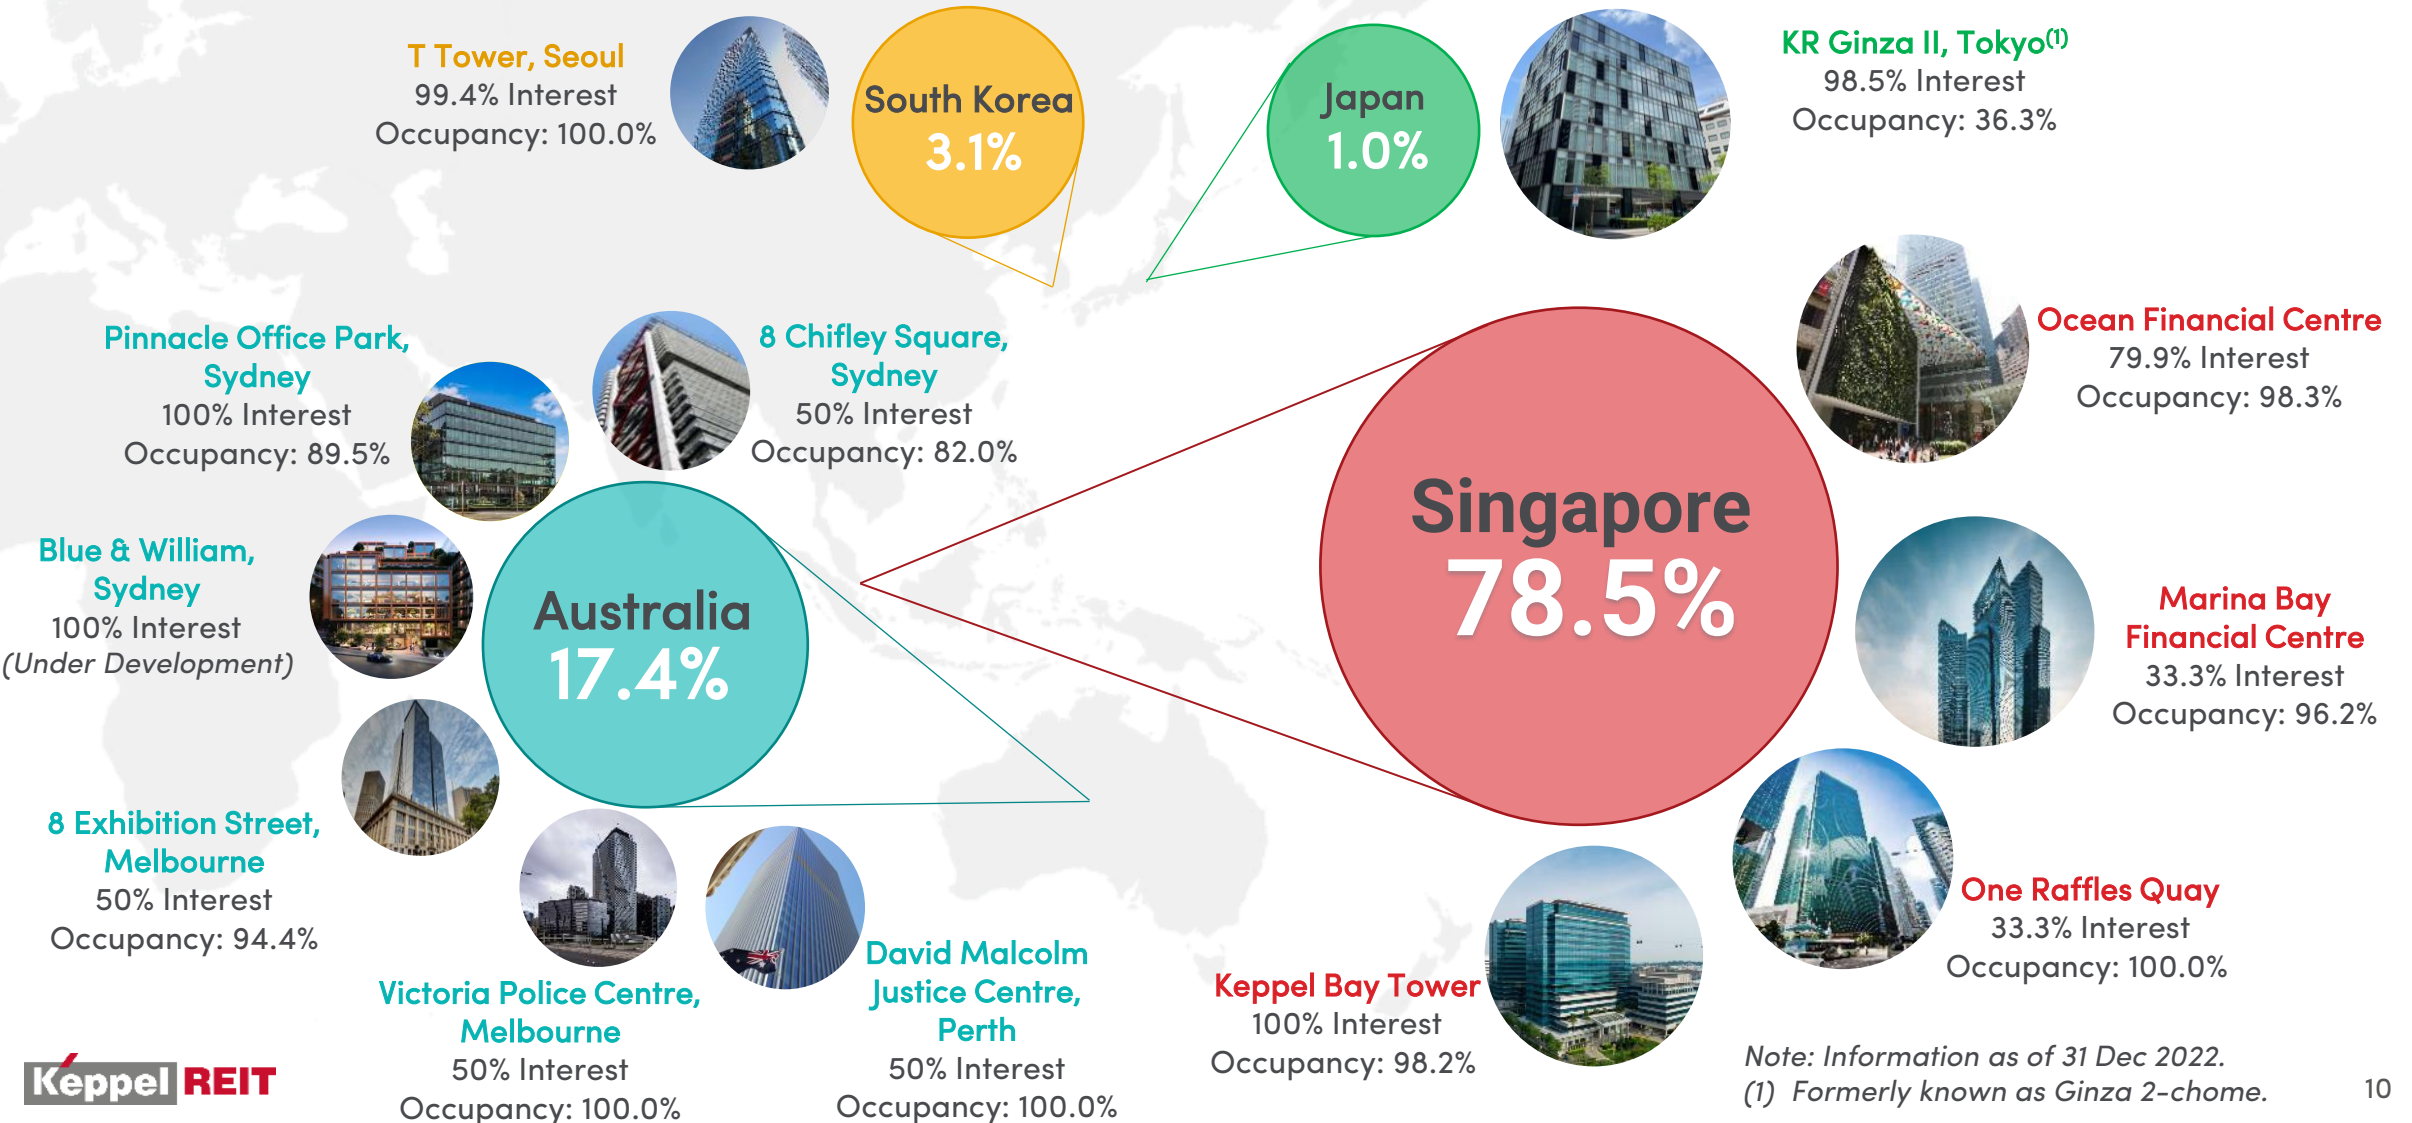 T Tower, Seoul
99.4% Interest
Occupancy: 100.0%
South Korea
3.1%
Japan
1.0%
KR Ginza II, Tokyo(1)
98.5% Interest
Occupancy: 36.3%
Pinnacle Office Park,
Sydney
100% Interest
Occupancy: 89.5%
8 Chifley Square,
Sydney
50% Interest
Occupancy: 82.0%
Ocean Financial Centre
79.9% Interest
Occupancy: 98.3%
Singapore
78.5%
Blue & William,
Sydney
100% Interest
(Under Development)
Australia
17.4%
Marina Bay
Financial Centre
33.3% Interest
Occupancy: 96.2%
8 Exhibition Street,
Melbourne
50% Interest
Occupancy: 94.4%
Victoria Police Centre,
Melbourne
50% Interest
Occupancy: 100.0%
David Malcolm
Justice Centre,
Perth
50% Interest
Occupancy: 100.0%
Keppel Bay Tower
100% Interest
Occupancy: 98.2%
One Raffles Quay
33.3% Interest
Occupancy: 100.0%
Keppel REIT
Note: Information as of 31 Dec 2022.
(1) Formerly known as Ginza 2-chome.
10